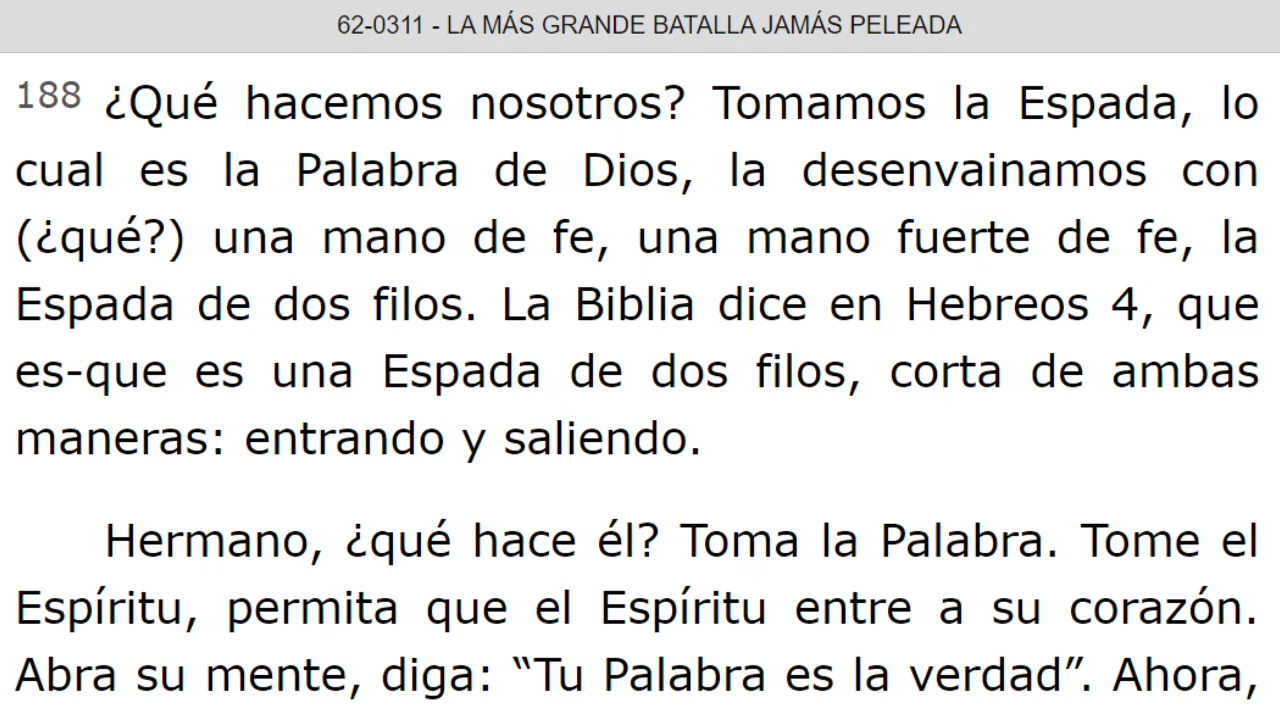 62-0311 - LA MÁS GRANDE BATALLA JAMÁS PELEADA
188 ¿Qué hacemos nosotros? Tomamos la Espada, lo
cual es la Palabra de Dios, la desenvainamos con
(¿qué?) una mano de fe, una mano fuerte de fe, la
Espada de dos filos. La Biblia dice en Hebreos 4, que
es-que es una Espada de dos filos, corta de ambas
maneras: entrando y saliendo.
Hermano, ¿qué hace él? Toma la Palabra. Tome el
Espíritu, permita que el Espíritu entre a su corazón.
Abra su mente, diga: “Tu Palabra es la verdad”. Ahora,